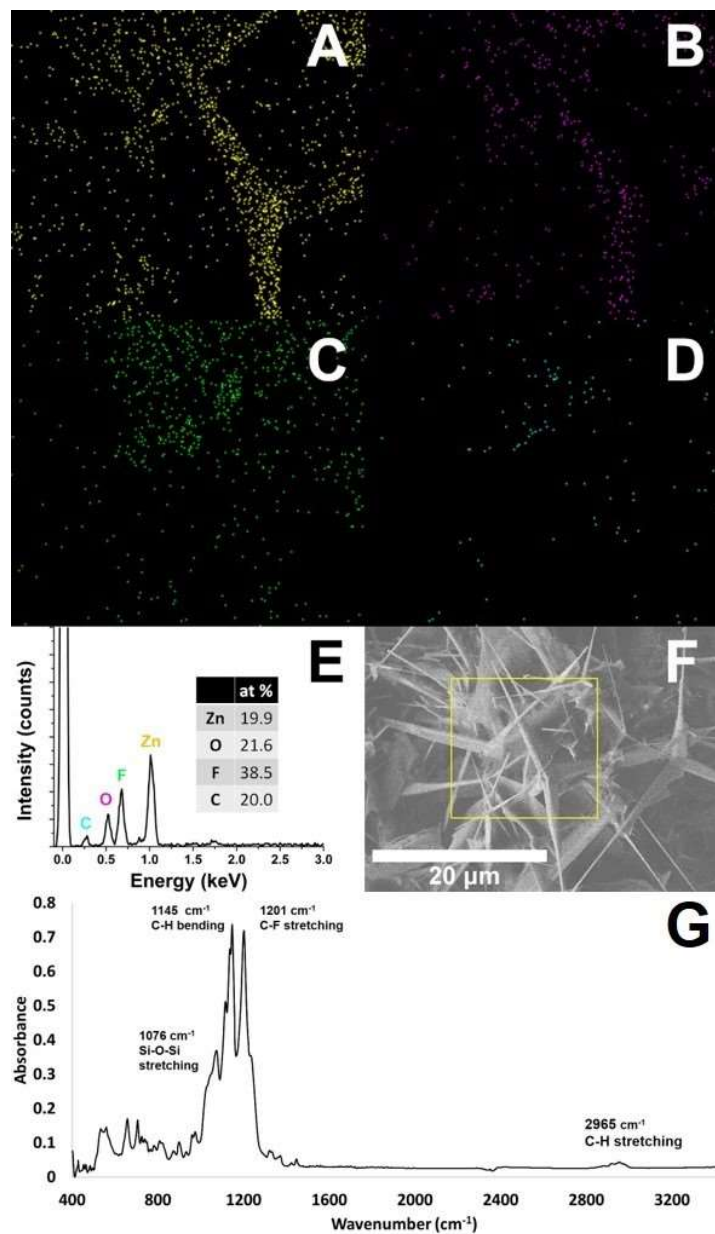 A
B
C
D
E
at %
Zn 19.9
O 21.6
F 38.5
C 20.0
C
O
F
Zn
Intensity (counts)
0.0 0.5 1.0 1.5 2.0 2.5 3.0
Energy (keV)
F
20 µm
G
0.8
0.7
0.6
0.5
0.4
0.3
0.2
0.1
0
Absorbance
1145 cm⁻¹
C-H bending
1201 cm⁻¹
C-F stretching
1076 cm⁻¹
Si-O-Si
stretching
2965 cm⁻¹
C-H stretching
400 800 1200 1600 2000 2400 2800 3200
Wavenumber (cm⁻¹)